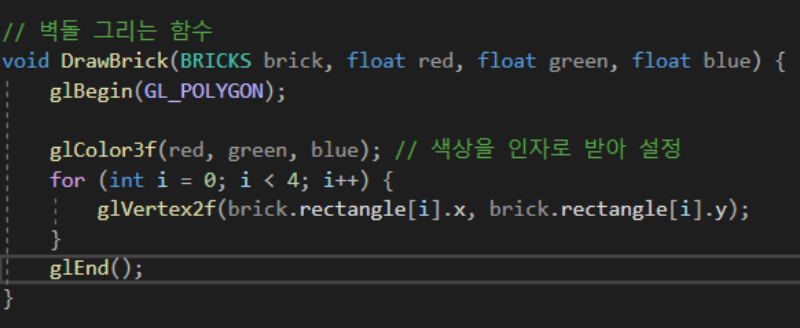 // 벽돌 그리는 함수
void DrawBrick(BRICKS brick, float red, float green, float blue) {
glBegin(GL_POLYGON);
glColor3f(red, green, blue); // 색상을 인자로 받아 설정
for (int i = 0; i < 4; i++) {
glVertex2f(brick.rectangle[i].x, brick.rectangle[i].y);
}
glEnd();
}